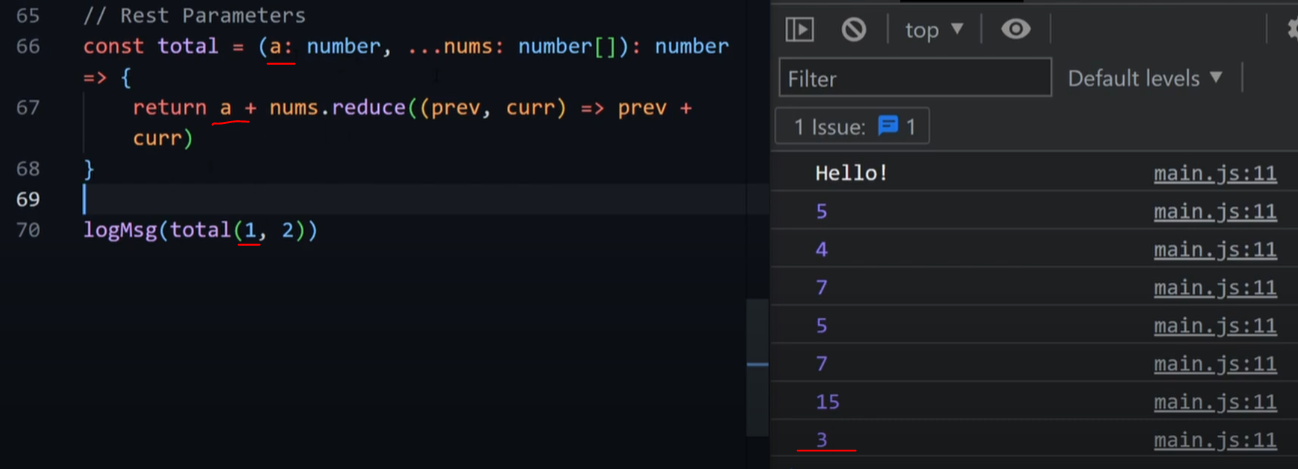 65 // Rest Parameters
66 const total = (a: number, ...nums: number[]): number
=> {
67 return a + nums.reduce((prev, curr) => prev +
curr)
68 }
69
70 logMsg(total(1, 2))
top
Filter
Default levels
1 Issue: 1
Hello! main.js:11
5 main.js:11
4 main.js:11
7 main.js:11
5 main.js:11
7 main.js:11
15 main.js:11
3 main.js:11